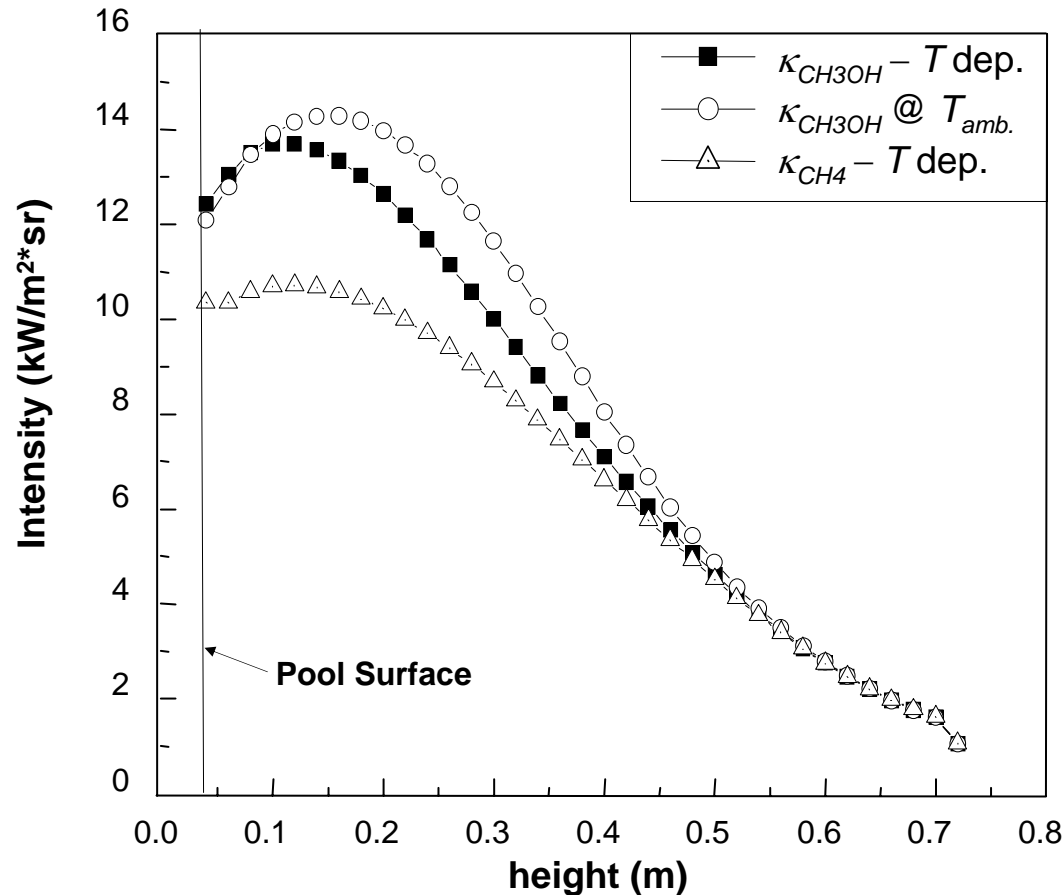 16
14
12
10
8
6
4
2
0
Intensity (kW/m²*sr)
κCH3OH – T dep.
κCH3OH @ Tamb.
κCH4 – T dep.
Pool Surface
0.0 0.1 0.2 0.3 0.4 0.5 0.6 0.7 0.8
height (m)